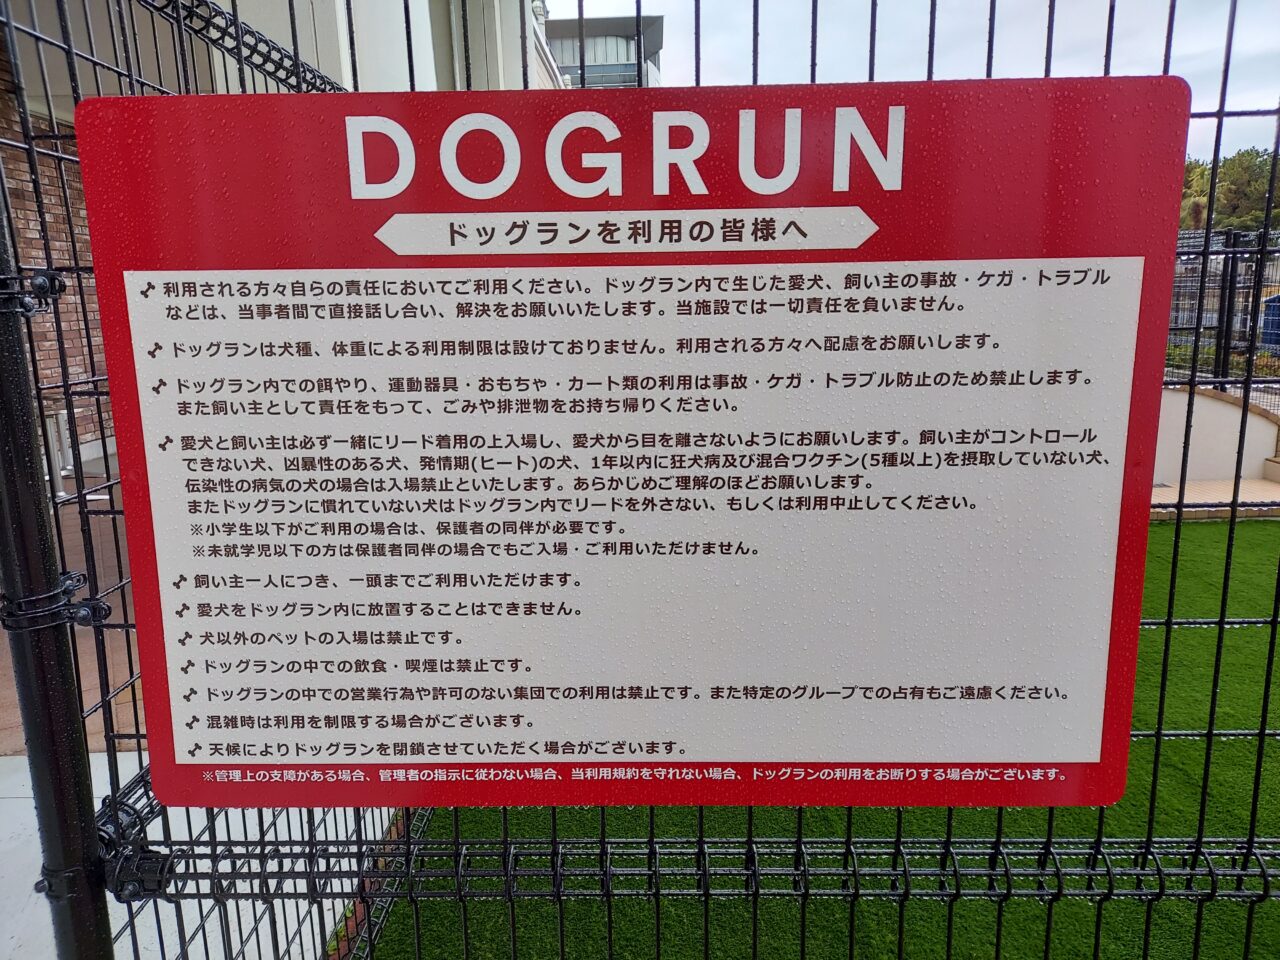 DOGRUN
ドッグランを利用の皆様へ
利用される方々自らの責任においてご利用ください。ドッグラン内で生じた愛犬、飼い主の事故・ケガ・トラブル
などは、当事者間で直接話し合い、解決をお願いいたします。当施設では一切責任を負いません。
ドッグランは犬種、体重による利用制限は設けておりません。利用される方々へ配慮をお願いします。
ドッグラン内での餌やり、運動器具・おもちゃ・カート類の利用は事故・ケガ・トラブル防止のため禁止します。
また飼い主として責任をもって、ごみや排泄物をお持ち帰りください。
愛犬と飼い主は必ず一緒にリード着用の上入場し、愛犬から目を離さないようにお願いします。飼い主がコントロール
できない犬、凶暴性のある犬、発情期(ヒート)の犬、1年以内に狂犬病及び混合ワクチン(5種以上)を摂取していない犬、
伝染性の病気の犬の場合は入場禁止といたします。あらかじめご理解のほどお願いします。
またドッグランに慣れていない犬はドッグラン内でリードを外さない、もしくは利用中止してください。
※小学生以下がご利用の場合は、保護者の同伴が必要です。
※未就学児以下の方は保護者同伴の場合でもご入場・ご利用いただけません。
飼い主一人につき、一頭までご利用いただけます。
愛犬をドッグラン内に放置することはできません。
犬以外のペットの入場は禁止です。
ドッグランの中での飲食・喫煙は禁止です。
ドッグランの中での営業行為や許可のない集団での利用は禁止です。また特定のグループでの占有もご遠慮ください。
混雑時は利用を制限する場合がございます。
天候によりドッグランを閉鎖させていただく場合がございます。
※管理上の支障がある場合、管理者の指示に従わない場合、当利用規約を守れない場合、ドッグランの利用をお断りする場合がございます。